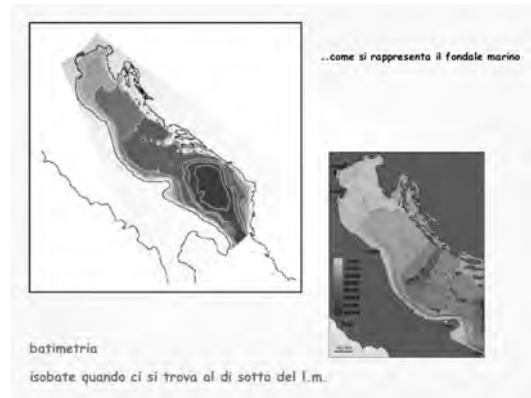 ..come si rappresenta il fondale marino
batimetria
isobate quando ci si trova al di sotto del l.m.